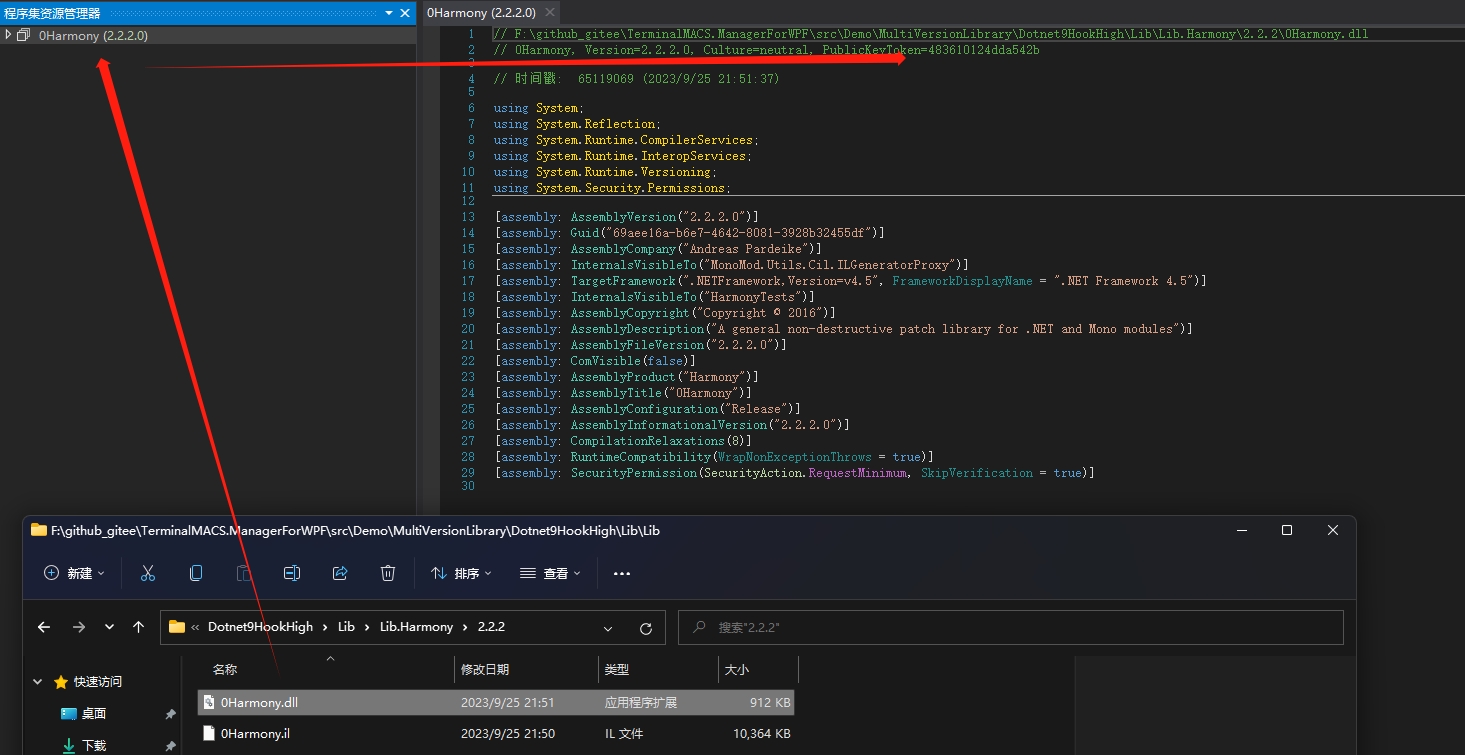 程序集资源管理器
0Harmony (2.2.2.0)
0Harmony (2.2.2.0)
1 // F:\github_gitee\TerminalMACS.ManagerForWPF\src\Demo\MultiVersionLibrary\Dotnet9HookHigh\Lib\Lib.Harmony\2.2.2\0Harmony.dll
2 // 0Harmony, Version=2.2.2.0, Culture=neutral, PublicKeyToken=483610124dda542b
3
4 // 时间戳: 65119069 (2023/9/25 21:51:37)
5
6 using System;
7 using System.Reflection;
8 using System.Runtime.CompilerServices;
9 using System.Runtime.InteropServices;
10 using System.Runtime.Versioning;
11 using System.Security.Permissions;
12
13 [assembly: AssemblyVersion("2.2.2.0")]
14 [assembly: Guid("69aee16a-b6e7-4642-8081-3928b32455df")]
15 [assembly: AssemblyCompany("Andreas Pardeike")]
16 [assembly: InternalsVisibleTo("MonoMod.Utils.Cil.ILGeneratorProxy")]
17 [assembly: TargetFramework(".NETFramework,Version=v4.5", FrameworkDisplayName = ".NET Framework 4.5")]
18 [assembly: InternalsVisibleTo("HarmonyTests")]
19 [assembly: AssemblyCopyright("Copyright © 2016")]
20 [assembly: AssemblyDescription("A general non-destructive patch library for .NET and Mono modules")]
21 [assembly: AssemblyFileVersion("2.2.2.0")]
22 [assembly: ComVisible(false)]
23 [assembly: AssemblyProduct("Harmony")]
24 [assembly: AssemblyTitle("0Harmony")]
25 [assembly: AssemblyConfiguration("Release")]
26 [assembly: AssemblyInformationalVersion("2.2.2.0")]
27 [assembly: CompilationRelaxations(8)]
28 [assembly: RuntimeCompatibility(WrapNonExceptionThrows = true)]
29 [assembly: SecurityPermission(SecurityAction.RequestMinimum, SkipVerification = true)]
30
F:\github_gitee\TerminalMACS.ManagerForWPF\src\Demo\MultiVersionLibrary\Dotnet9HookHigh\Lib\Lib
新建 排序 查看
« Dotnet9HookHigh › Lib › Lib.Harmony › 2.2.2
搜索"2.2.2"
名称 修改日期 类型 大小
快速访问
0Harmony.dll 2023/9/25 21:51 应用程序扩展 912 KB
桌面
0Harmony.il 2023/9/25 21:50 IL 文件 10,364 KB
下载